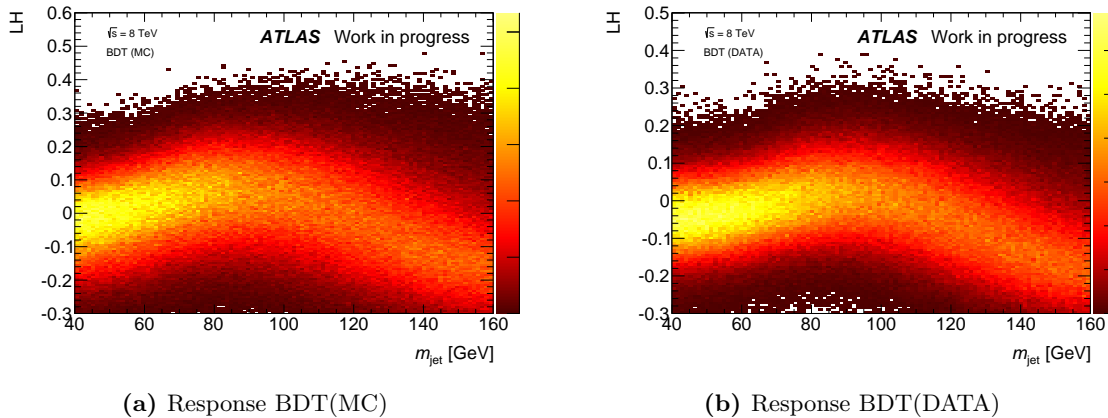 LH
0.6
0.5
0.4
0.3
0.2
0.1
0
-0.1
-0.2
-0.3
√s = 8 TeV
BDT (MC)
ATLAS Work in progress
40 60 80 100 120 140 160
m_jet [GeV]
(a) Response BDT(MC)
LH
0.5
0.4
0.3
0.2
0.1
0
-0.1
-0.2
-0.3
√s = 8 TeV
BDT (DATA)
ATLAS Work in progress
40 60 80 100 120 140 160
m_jet [GeV]
(b) Response BDT(DATA)